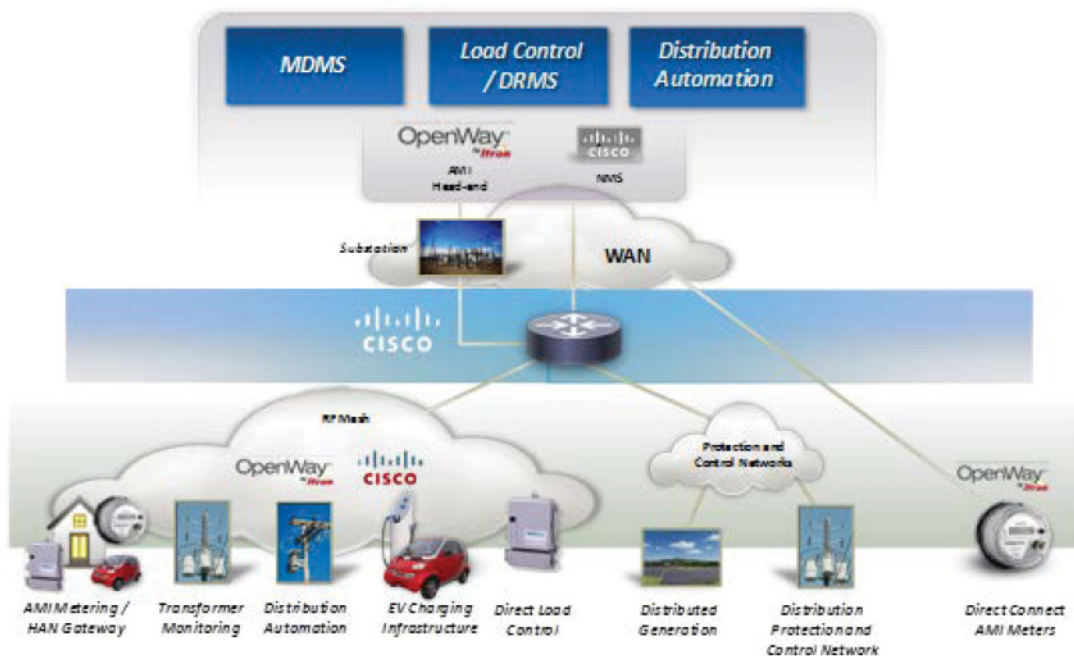 MDMS
Load Control
/ DRMS
Distribution
Automation
OpenWay
by Itron
CISCO
AMI
Head-end
NMS
Substation
WAN
CISCO
RF Mesh
OpenWay
by Itron
CISCO
Protection and
Control Networks
OpenWay
by Itron
AMI Metering /
HAN Gateway
Transformer
Monitoring
Distribution
Automation
EV Charging
Infrastructure
Direct Load
Control
Distributed
Generation
Distribution
Protection and
Control Network
Direct Connect
AMI Meters